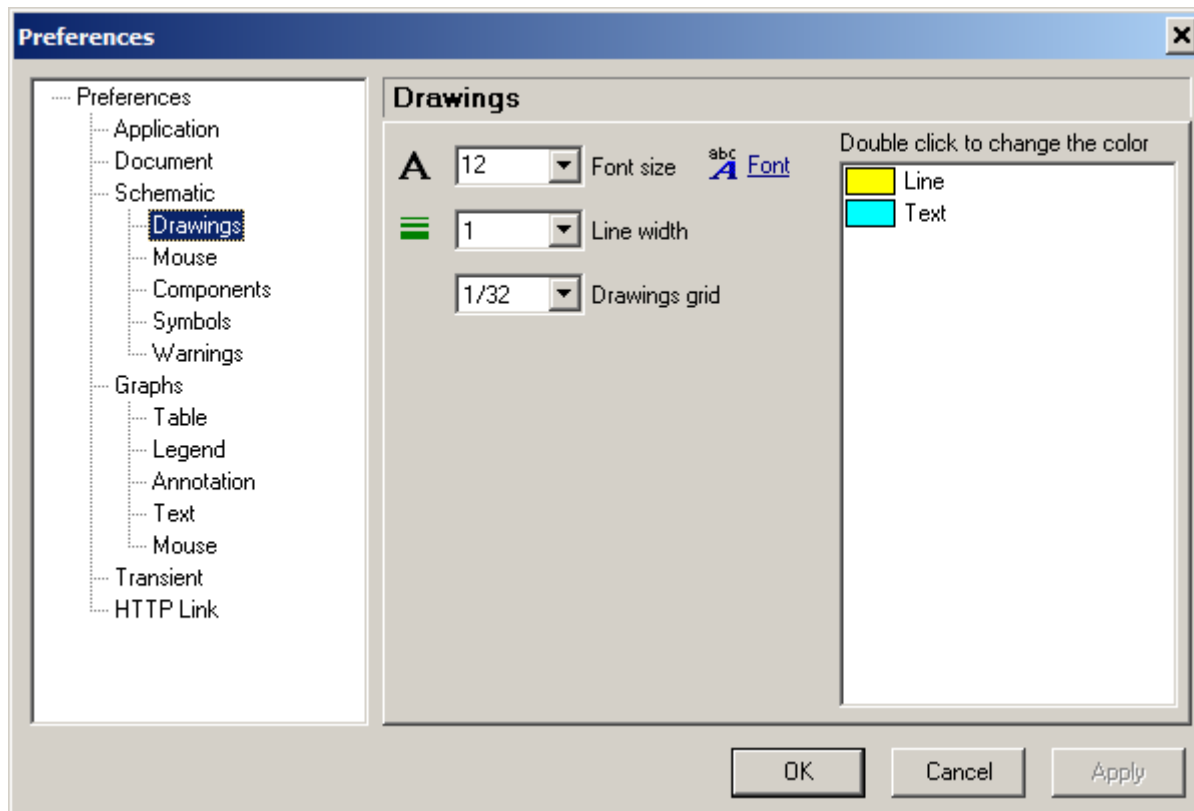 Preferences
Preferences
Application
Document
Schematic
Drawings
Mouse
Components
Symbols
Warnings
Graphs
Table
Legend
Annotation
Text
Mouse
Transient
HTTP Link
Drawings
12 Font size abc A Font
A
1 Line width
1/32 Drawings grid
Double click to change the color
Line
Text
OK Cancel Apply